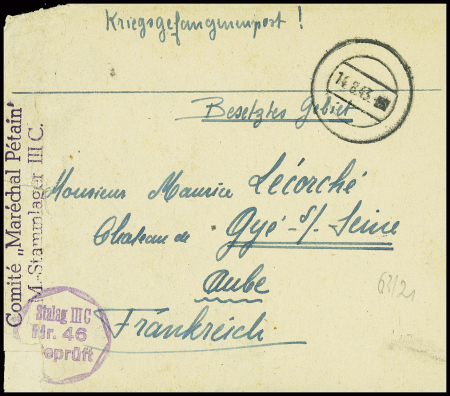 Kriegsgefangenenpost !
14.8.43
Besetztes Gebiet
Comité „Maréchal Pétain"
M.-Stammlager III C.
Monsieur Maurice Lécorché
Chateau de Gyé s/- Seine
Aube
Frankreich
Stalag III C
Nr. 46
Geprüft
63/21